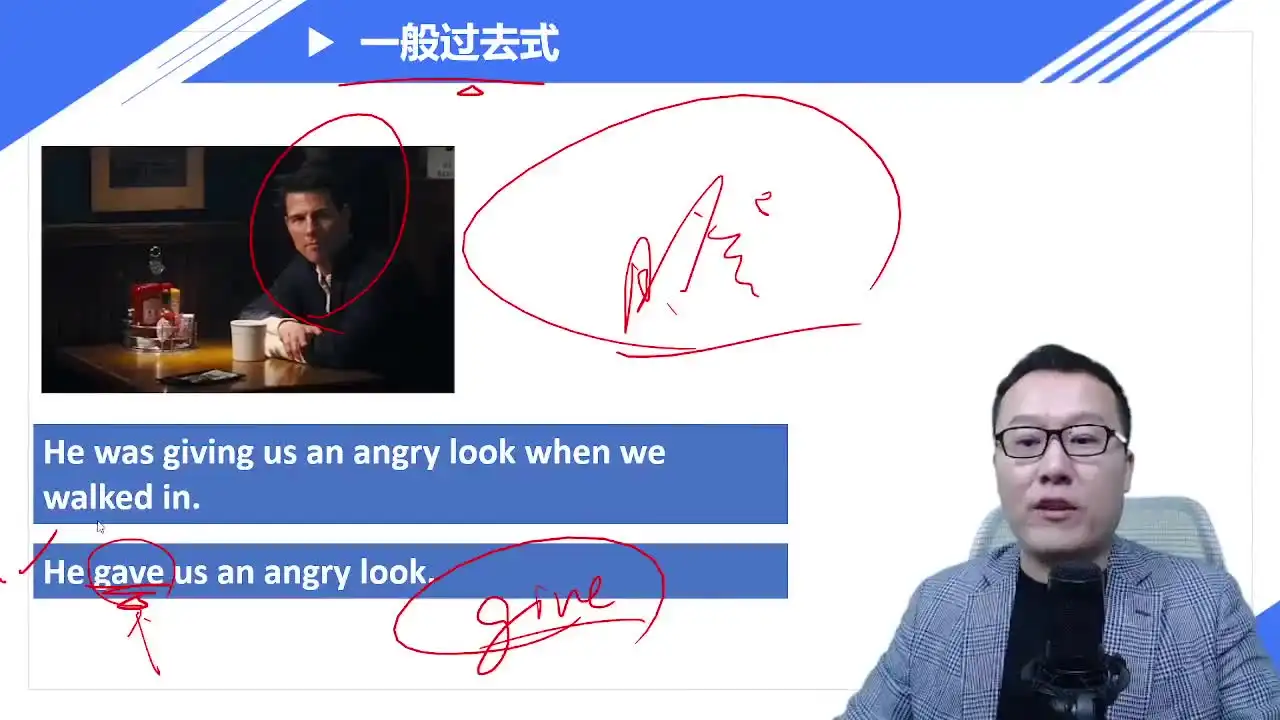 一般过去式
He was giving us an angry look when we
walked in.
He gave us an angry look.
give